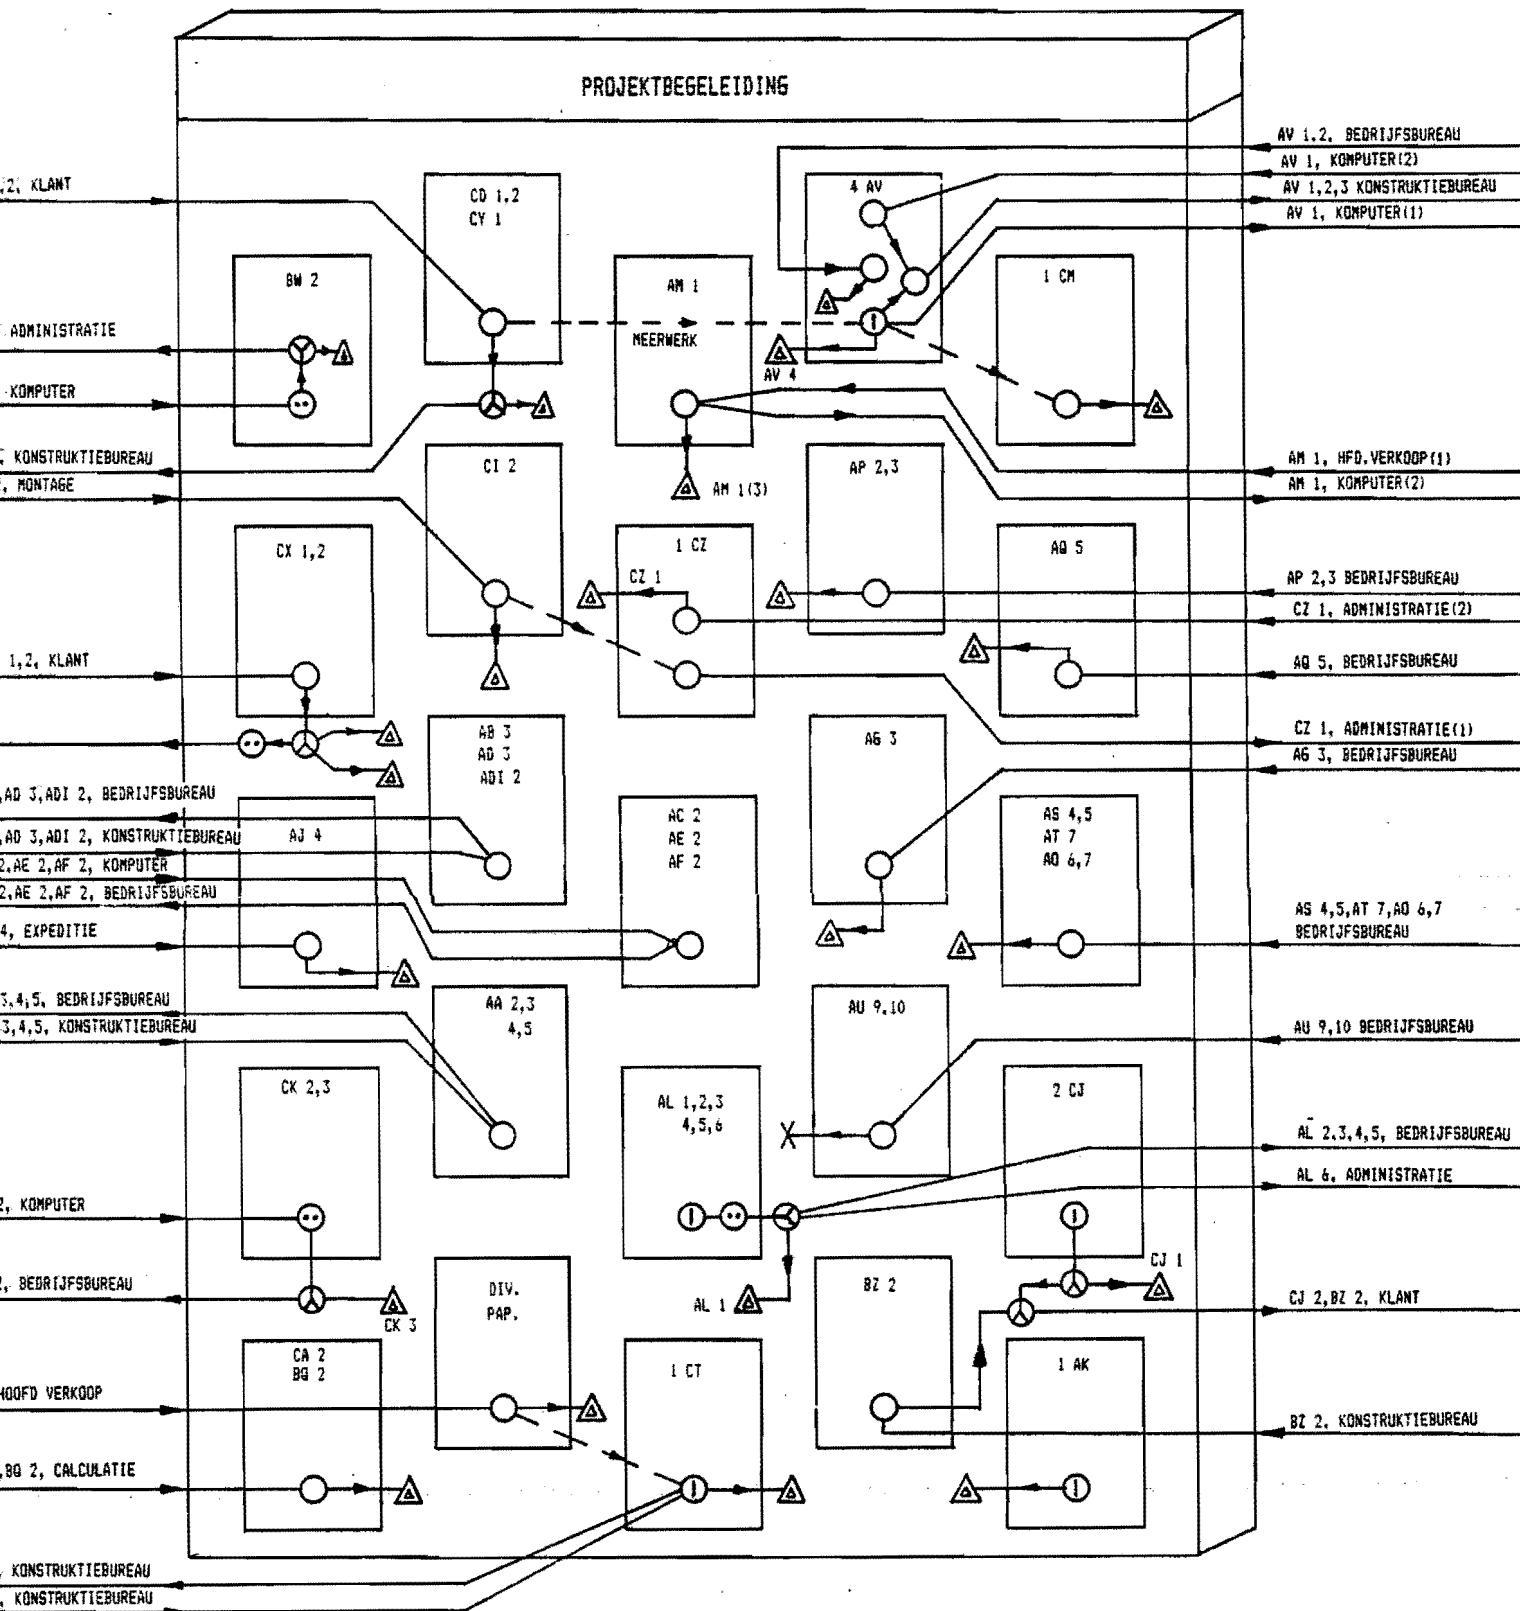 PROJEKTBEGELEIDING
AV 1.2. BEDRIJFSBUREAU
AV 1, KOMPUTER(2)
AV 1,2,3 KONSTRUKTIEBUREAU
AV 1, KOMPUTER(1)
2, KLANT
CD 1,2
CY 1
4 AV
BW 2
AM 1
1 CM
ADMINISTRATIE
MEERWERK
AV 4
KOMPUTER
KONSTRUKTIEBUREAU
, MONTAGE
CI 2
AP 2,3
AM 1, HFD.VERKOOP(1)
AM 1, KOMPUTER(2)
AM 1(3)
CX 1,2
1 CZ
AQ 5
CZ 1
AP 2,3 BEDRIJFSBUREAU
CZ 1, ADMINISTRATIE(2)
1,2, KLANT
AQ 5, BEDRIJFSBUREAU
AB 3
AD 3
ADI 2
AG 3
CZ 1, ADMINISTRATIE(1)
AG 3, BEDRIJFSBUREAU
,AD 3,ADI 2, BEDRIJFSBUREAU
,AD 3,ADI 2, KONSTRUKTIEBUREAU
AJ 4
2,AE 2,AF 2, KOMPUTER
2,AE 2,AF 2, BEDRIJFSBUREAU
4, EXPEDITIE
AC 2
AE 2
AF 2
AS 4,5
AT 7
AO 6,7
AS 4,5,AT 7,AO 6,7
BEDRIJFSBUREAU
3,4,5, BEDRIJFSBUREAU
3,4,5, KONSTRUKTIEBUREAU
AA 2,3
4,5
AU 9,10
AU 9,10 BEDRIJFSBUREAU
CK 2,3
AL 1,2,3
4,5,6
2 CJ
AL 2,3,4,5, BEDRIJFSBUREAU
AL 6, ADMINISTRATIE
2, KOMPUTER
, BEDRIJFSBUREAU
CK 3
DIV.
PAP.
AL 1
BZ 2
CJ 1
CJ 2,BZ 2, KLANT
CA 2
BQ 2
1 CT
1 AK
HOOFD VERKOOP
BZ 2. KONSTRUKTIEBUREAU
,BQ 2, CALCULATIE
, KONSTRUKTIEBUREAU
, KONSTRUKTIEBUREAU